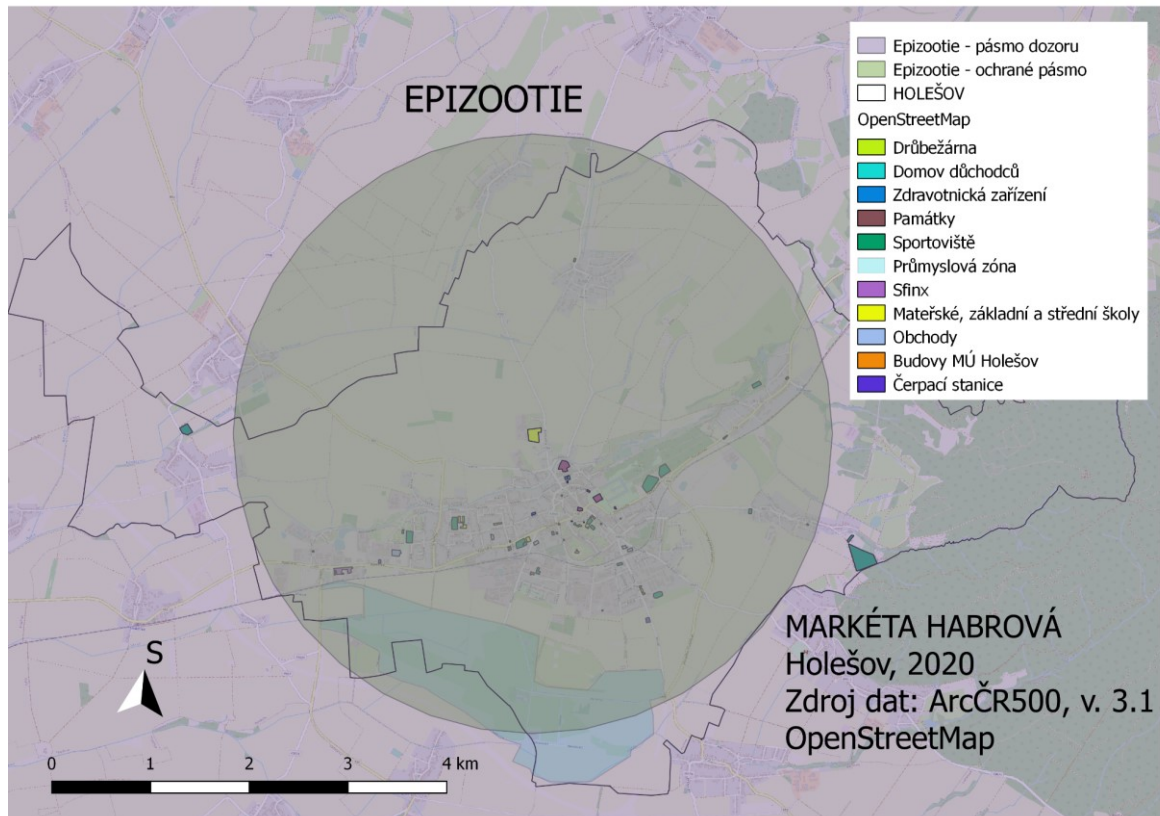 EPIZOOTIE
Epizootie - pásmo dozoru
Epizootie - ochrané pásmo
HOLEŠOV
OpenStreetMap
Drůbežárna
Domov důchodců
Zdravotnická zařízení
Památky
Sportoviště
Průmyslová zóna
Sfinx
Mateřské, základní a střední školy
Obchody
Budovy MÚ Holešov
Čerpací stanice
MARKÉTA HABROVÁ
Holešov, 2020
Zdroj dat: ArcČR500, v. 3.1
OpenStreetMap
S
0 1 2 3 4 km